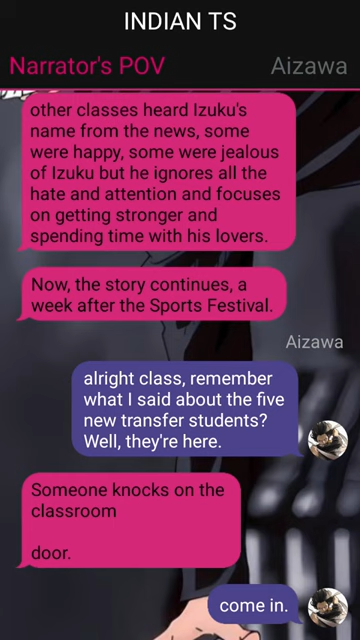 INDIAN TS
Narrator's POV
Aizawa
other classes heard Izuku's
name from the news, some
were happy, some were jealous
of Izuku but he ignores all the
hate and attention and focuses
on getting stronger and
spending time with his lovers.
Now, the story continues, a
week after the Sports Festival.
Aizawa
alright class, remember
what I said about the five
new transfer students?
Well, they're here.
Someone knocks on the
classroom
door.
come in.